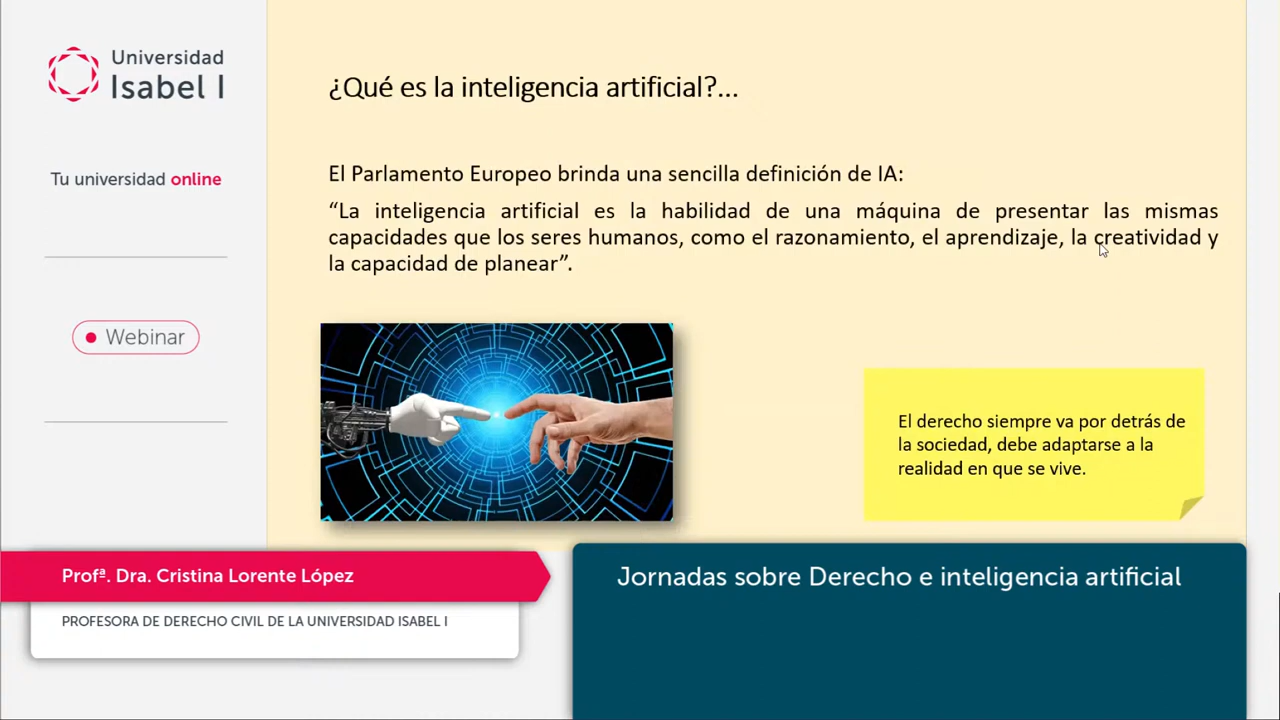 Universidad
Isabel I
Tu universidad online
Webinar
¿Qué es la inteligencia artificial?...
El Parlamento Europeo brinda una sencilla definición de IA:
“La inteligencia artificial es la habilidad de una máquina de presentar las mismas
capacidades que los seres humanos, como el razonamiento, el aprendizaje, la creatividad y
la capacidad de planear”.
El derecho siempre va por detrás de
la sociedad, debe adaptarse a la
realidad en que se vive.
Profª. Dra. Cristina Lorente López
PROFESORA DE DERECHO CIVIL DE LA UNIVERSIDAD ISABEL I
Jornadas sobre Derecho e inteligencia artificial